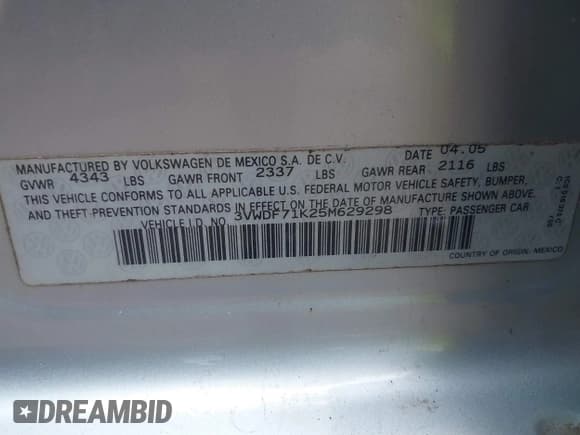 MANUFACTURED BY VOLKSWAGEN DE MEXICO S.A. DE C.V. DATE 04.05
GVWR 4343 LBS GAWR FRONT 2337 LBS GAWR REAR 2116 LBS
THIS VEHICLE CONFORMS TO ALL APPLICABLE U.S. FEDERAL MOTOR VEHICLE SAFETY, BUMPER,
AND THEFT PREVENTION STANDARDS IN EFFECT ON THE DATE OF MANUFACTURE SHOWN ABOVE.
VEHICLE I.D. NO. 3VWDF71K25M629298 TYPE: PASSENGER CAR
COUNTRY OF ORIGIN: MEXICO
DREAMBID